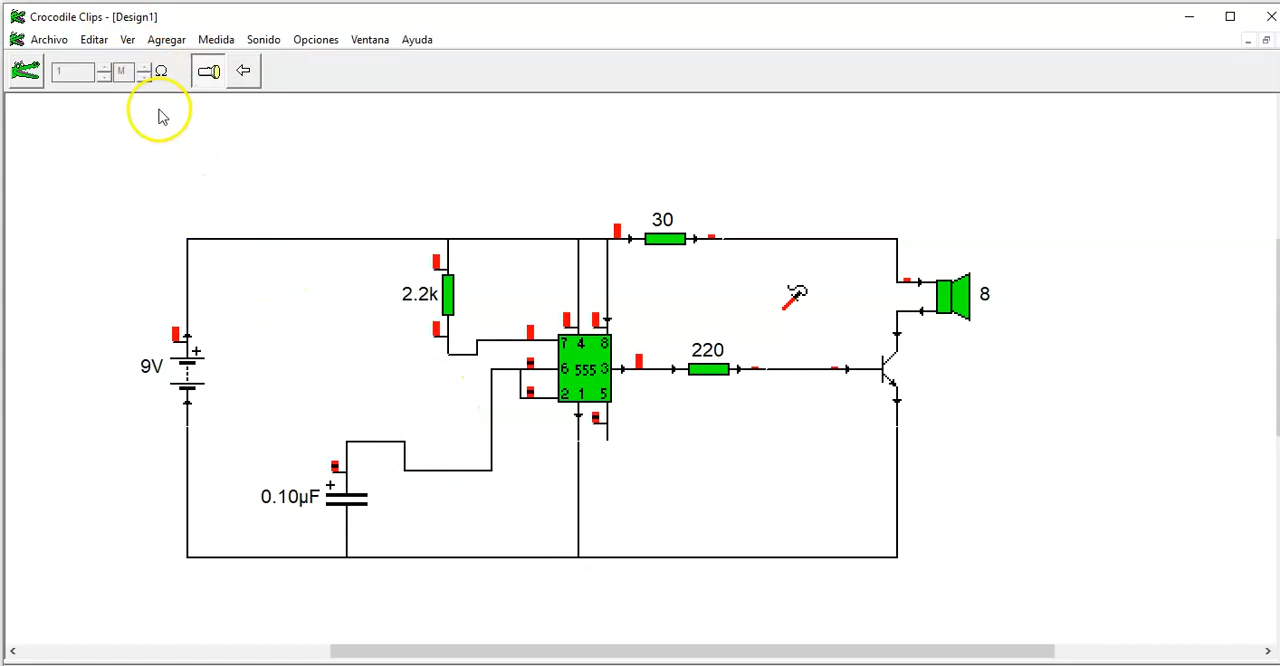 Crocodile Clips - [Design1]
Archivo Editar Ver Agregar Medida Sonido Opciones Ventana Ayuda
1 M Ω
30
2.2k
8
9V
+
7 4 8
220
6 555 3
2 1 5
+
0.10µF